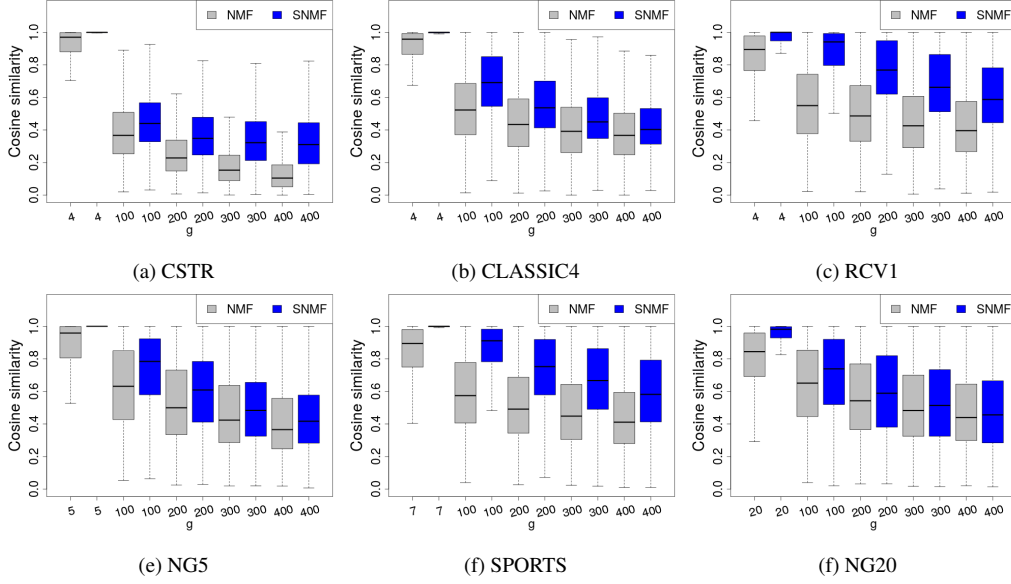 NMF SNMF NMF SNMF NMF SNMF
Cosine similarity Cosine similarity Cosine similarity
0.0 0.2 0.4 0.6 0.8 1.0 0.0 0.2 0.4 0.6 0.8 1.0 0.0 0.2 0.4 0.6 0.8 1.0
4 4 100 100 200 200 300 300 400 400 4 4 100 100 200 200 300 300 400 400 4 4 100 100 200 200 300 300 400 400
g g g
(a) CSTR (b) CLASSIC4 (c) RCV1
NMF SNMF NMF SNMF NMF SNMF
Cosine similarity Cosine similarity Cosine similarity
0.0 0.2 0.4 0.6 0.8 1.0 0.0 0.2 0.4 0.6 0.8 1.0 0.0 0.2 0.4 0.6 0.8 1.0
5 5 100 100 200 200 300 300 400 400 7 7 100 100 200 200 300 300 400 400 20 20 100 100 200 200 300 300 400 400
g g g
(e) NG5 (f) SPORTS (f) NG20